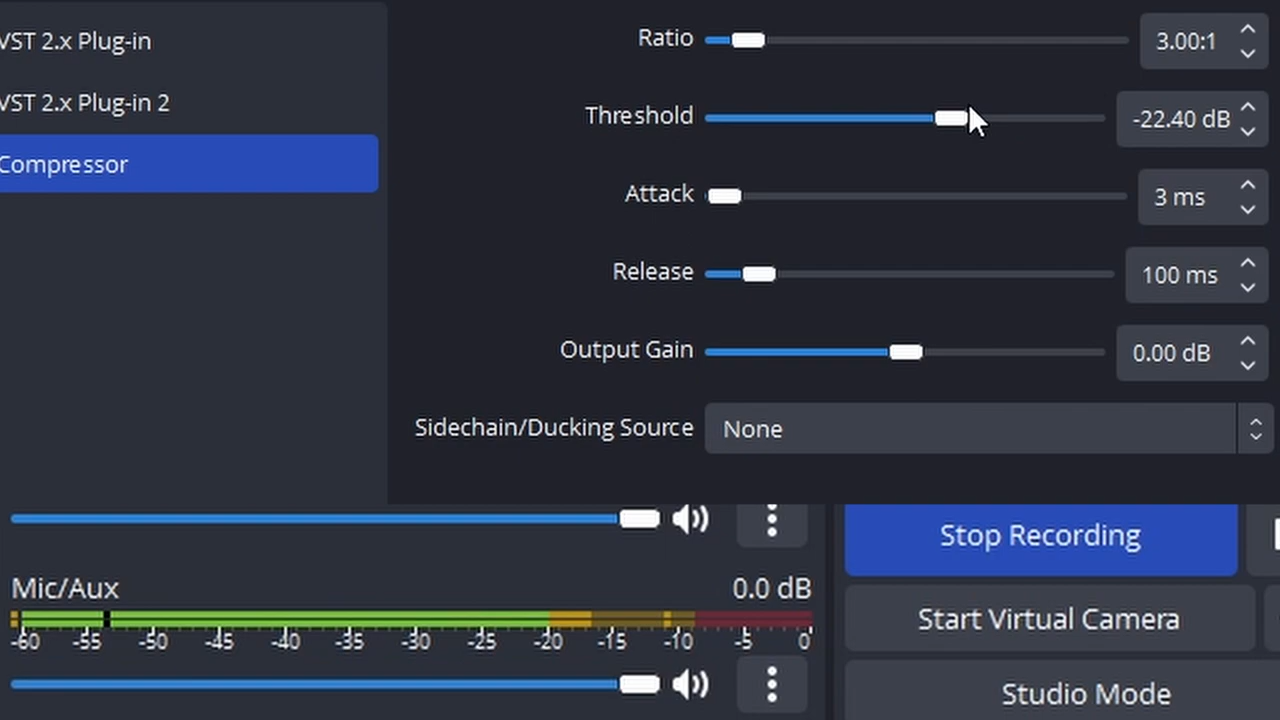 VST 2.x Plug-in
VST 2.x Plug-in 2
Compressor
Ratio 3.00:1
Threshold -22.40 dB
Attack 3 ms
Release 100 ms
Output Gain 0.00 dB
Sidechain/Ducking Source None
Mic/Aux 0.0 dB
-60 -55 -50 -45 -40 -35 -30 -25 -20 -15 -10 -5 0
Stop Recording
Start Virtual Camera
Studio Mode